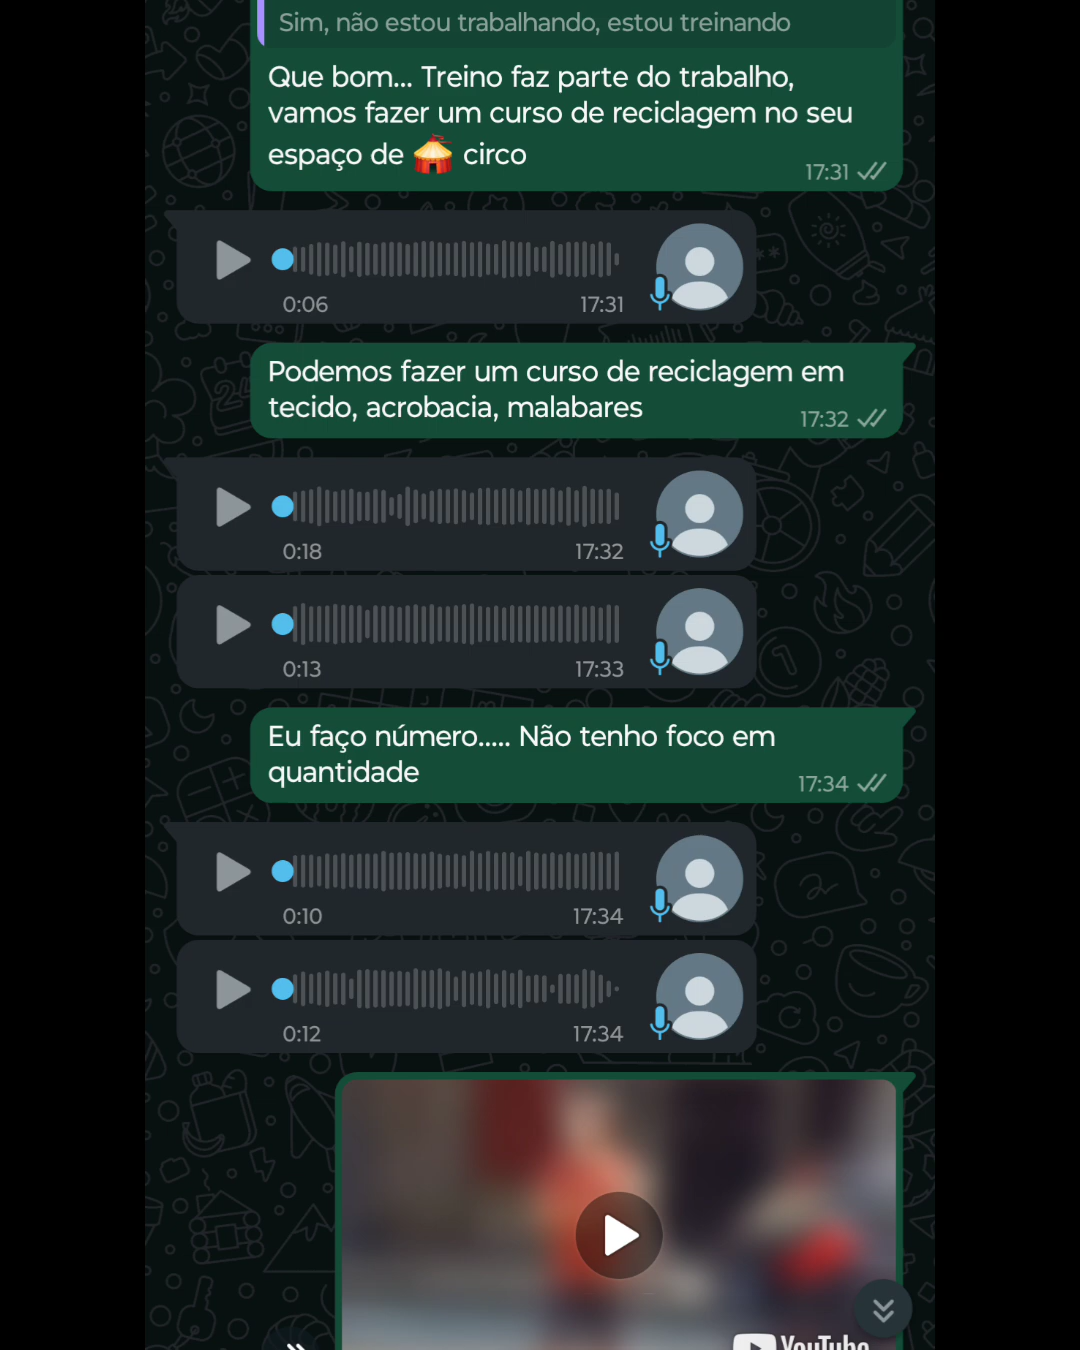 Sim, não estou trabalhando, estou treinando
Que bom... Treino faz parte do trabalho,
vamos fazer um curso de reciclagem no seu
espaço de 🎪 circo
17:31
0:06 17:31
Podemos fazer um curso de reciclagem em
tecido, acrobacia, malabares
17:32
0:18 17:32
0:13 17:33
Eu faço número..... Não tenho foco em
quantidade
17:34
0:10 17:34
0:12 17:34
YouTube